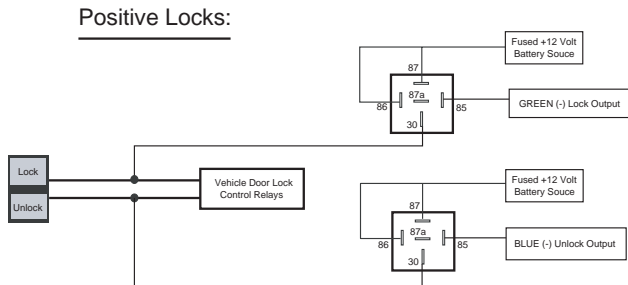 Positive Locks:
Fused +12 Volt
Battery Souce
87
87a
86
85
30
GREEN (-) Lock Output
Lock
Unlock
Vehicle Door Lock
Control Relays
Fused +12 Volt
Battery Souce
87
87a
86
85
30
BLUE (-) Unlock Output